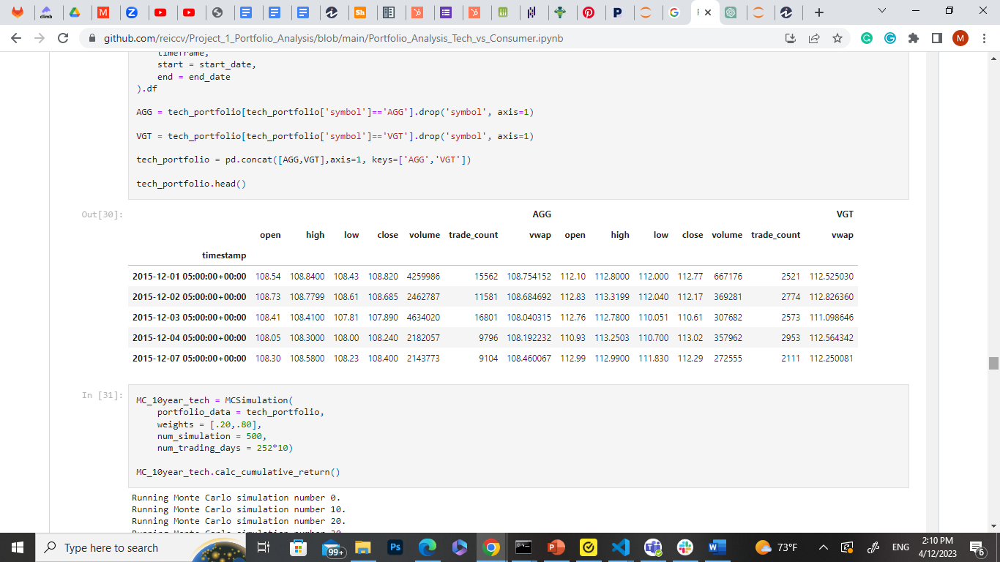 climb
github.com/reiccv/Project_1_Portfolio_Analysis/blob/main/Portfolio_Analysis_Tech_vs_Consumer.ipynb
timeframe,
start = start_date,
end = end_date
).df
AGG = tech_portfolio[tech_portfolio['symbol']=='AGG'].drop('symbol', axis=1)
VGT = tech_portfolio[tech_portfolio['symbol']=='VGT'].drop('symbol', axis=1)
tech_portfolio = pd.concat([AGG,VGT],axis=1, keys=['AGG','VGT'])
tech_portfolio.head()
Out[30]: AGG VGT
open high low close volume trade_count vwap open high low close volume trade_count vwap
timestamp
2015-12-01 05:00:00+00:00 108.54 108.8400 108.43 108.820 4259986 15562 108.754152 112.10 112.8000 112.000 112.77 667176 2521 112.525030
2015-12-02 05:00:00+00:00 108.73 108.7799 108.61 108.685 2462787 11581 108.684692 112.83 113.3199 112.040 112.17 369281 2774 112.826360
2015-12-03 05:00:00+00:00 108.41 108.4100 107.81 107.890 4634020 16801 108.040315 112.76 112.7800 110.051 110.61 307682 2573 111.098646
2015-12-04 05:00:00+00:00 108.05 108.3000 108.00 108.240 2182057 9796 108.192232 110.93 113.2503 110.700 113.02 357962 2953 112.564342
2015-12-07 05:00:00+00:00 108.30 108.5800 108.23 108.400 2143773 9104 108.460067 112.99 112.9900 111.830 112.29 272555 2111 112.250081
In [31]:
MC_10year_tech = MCSimulation(
portfolio_data = tech_portfolio,
weights = [.20,.80],
num_simulation = 500,
num_trading_days = 252*10)
MC_10year_tech.calc_cumulative_return()
Running Monte Carlo simulation number 0.
Running Monte Carlo simulation number 10.
Running Monte Carlo simulation number 20.
Type here to search
99+
73°F
ENG
2:10 PM
4/12/2023
6